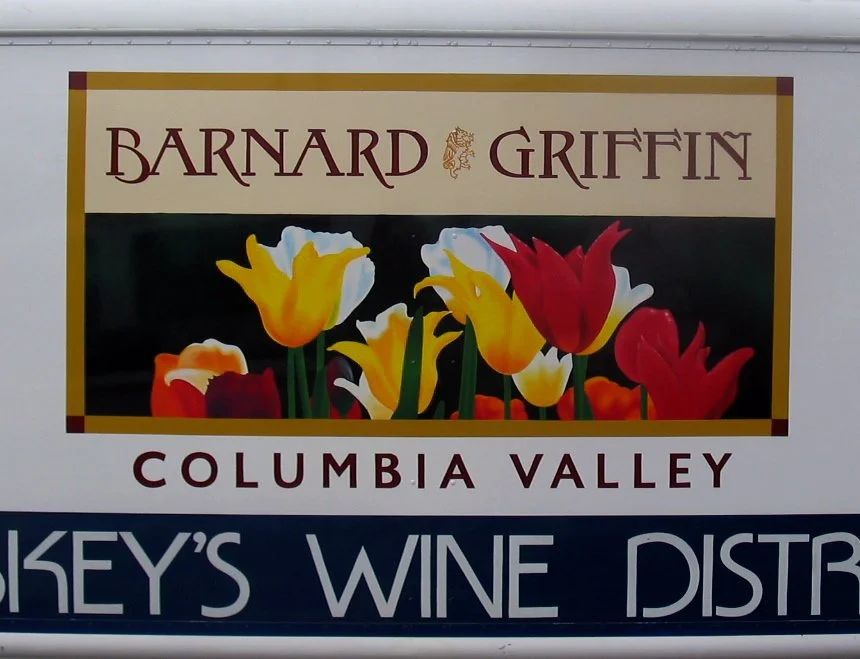 BARNARD GRIFFIN
COLUMBIA VALLEY
SKEY'S WINE DISTR